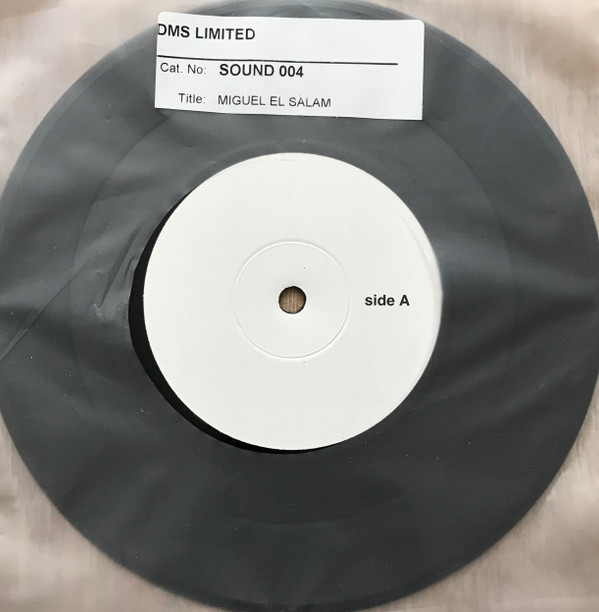 DMS LIMITED
Cat. No: SOUND 004
Title: MIGUEL EL SALAM
side A